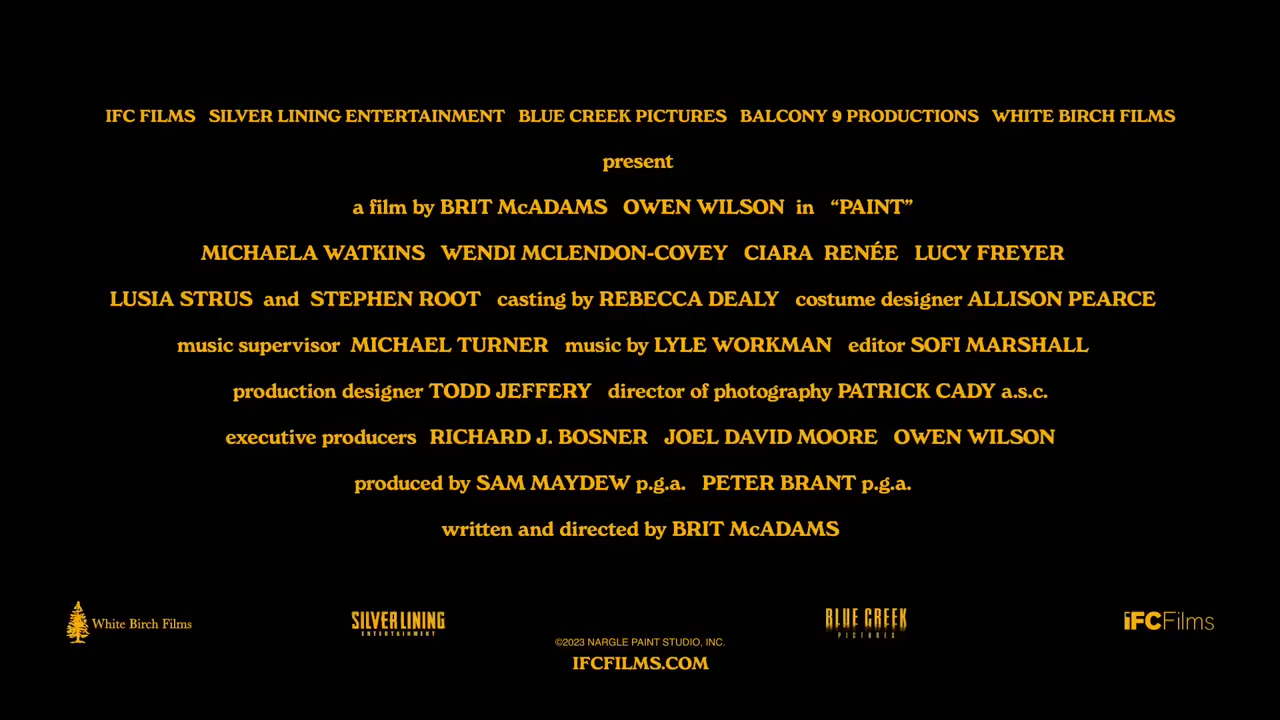 IFC FILMS SILVER LINING ENTERTAINMENT BLUE CREEK PICTURES BALCONY 9 PRODUCTIONS WHITE BIRCH FILMS
present
a film by BRIT McADAMS OWEN WILSON in “PAINT”
MICHAELA WATKINS WENDI MCLENDON-COVEY CIARA RENÉE LUCY FREYER
LUSIA STRUS and STEPHEN ROOT casting by REBECCA DEALY costume designer ALLISON PEARCE
music supervisor MICHAEL TURNER music by LYLE WORKMAN editor SOFI MARSHALL
production designer TODD JEFFERY director of photography PATRICK CADY a.s.c.
executive producers RICHARD J. BOSNER JOEL DAVID MOORE OWEN WILSON
produced by SAM MAYDEW p.g.a. PETER BRANT p.g.a.
written and directed by BRIT McADAMS
White Birch Films
SILVER LINING
ENTERTAINMENT
BLUE CREEK
PICTURES
iFCFilms
©2023 NARGLE PAINT STUDIO, INC.
IFCFILMS.COM